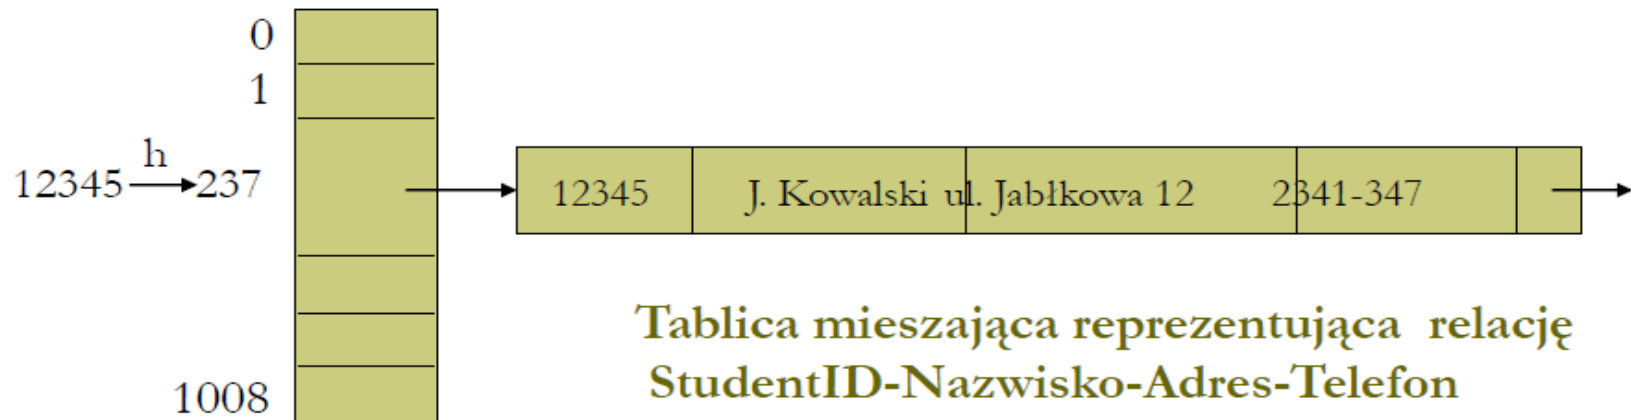 0
1
h
12345 237
12345 J. Kowalski ul. Jabłkowa 12 2341-347
Tablica mieszająca reprezentująca relację
StudentID-Nazwisko-Adres-Telefon
1008